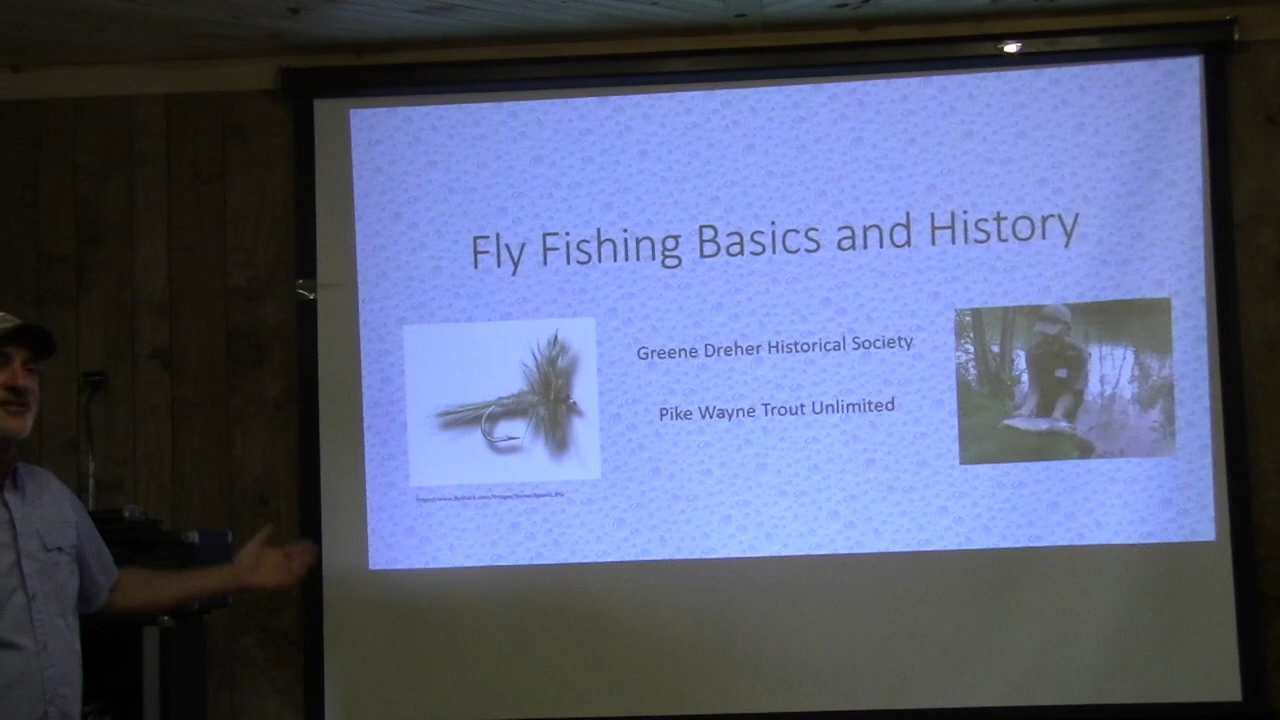 Fly Fishing Basics and History
Greene Dreher Historical Society
Pike Wayne Trout Unlimited